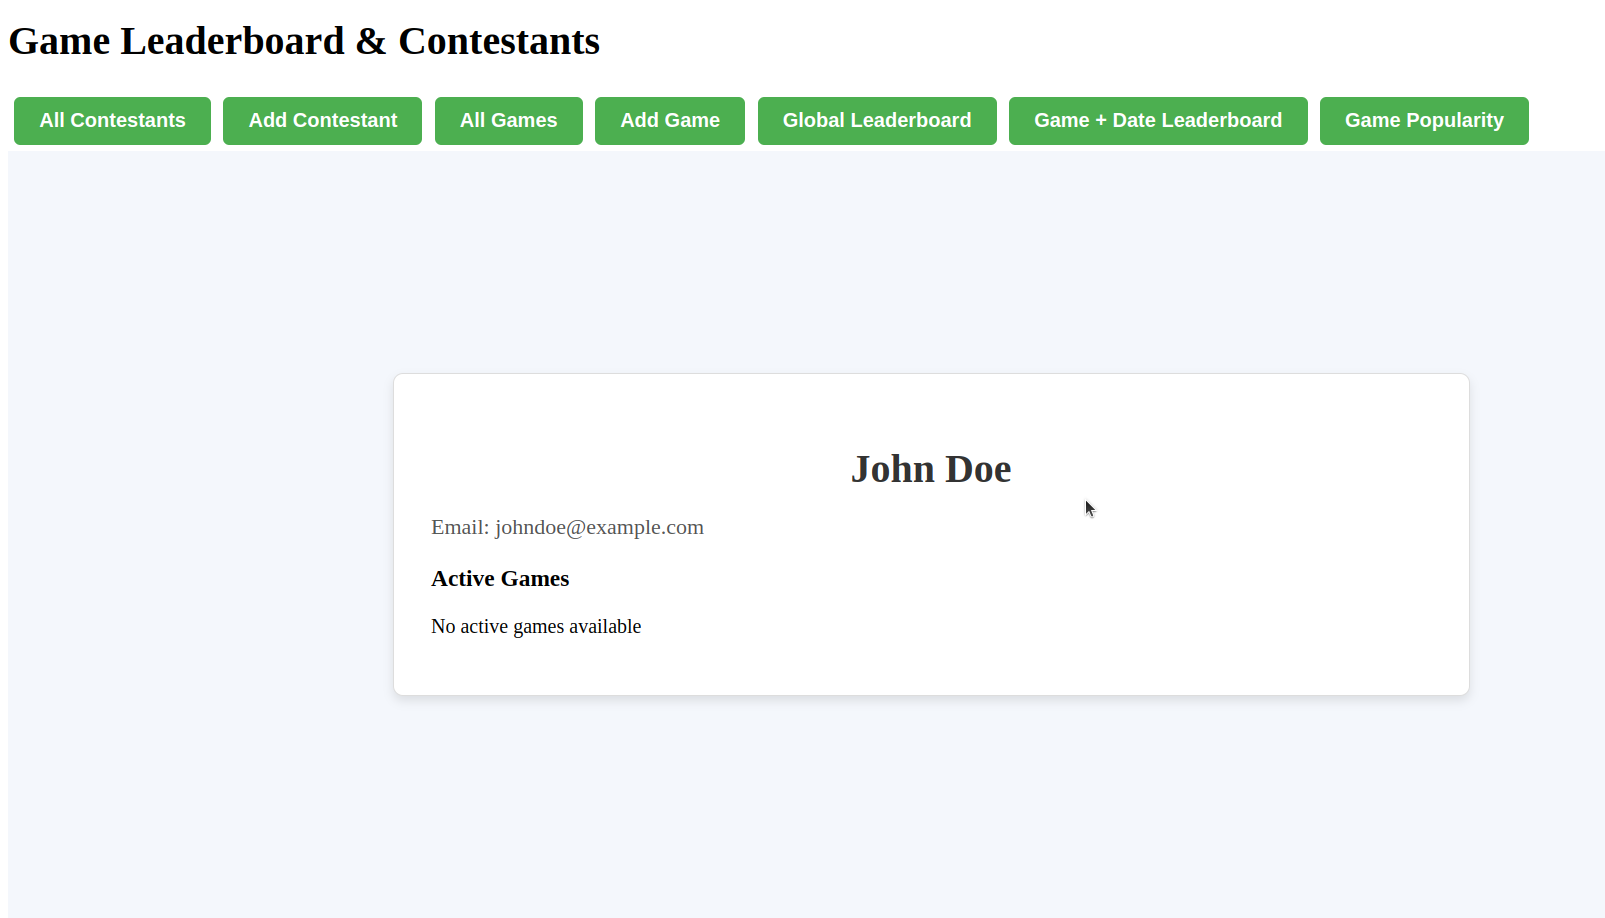 Game Leaderboard & Contestants
All Contestants Add Contestant All Games Add Game Global Leaderboard Game + Date Leaderboard Game Popularity
John Doe
Email: johndoe@example.com
Active Games
No active games available